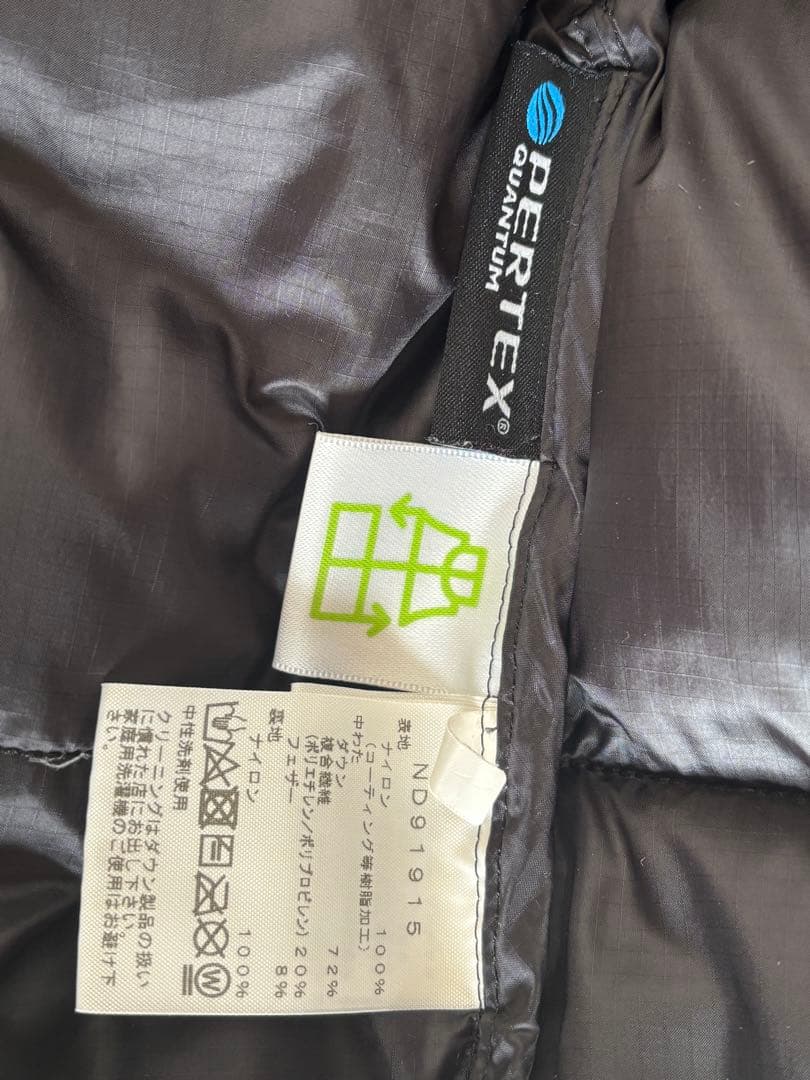 PERTEX®
QUANTUM
ND91915
表地
ナイロン 100%
(コーティング等樹脂加工)
中わた
ダウン 72%
複合繊維
(ポリエチレン/ポリプロピレン) 20%
フェザー 8%
裏地
ナイロン 100%
W
中性洗剤使用
クリーニングはダウン製品の扱い
に慣れた店にお出し下さい。
家庭用洗濯機のご使用はお避け下
さい。